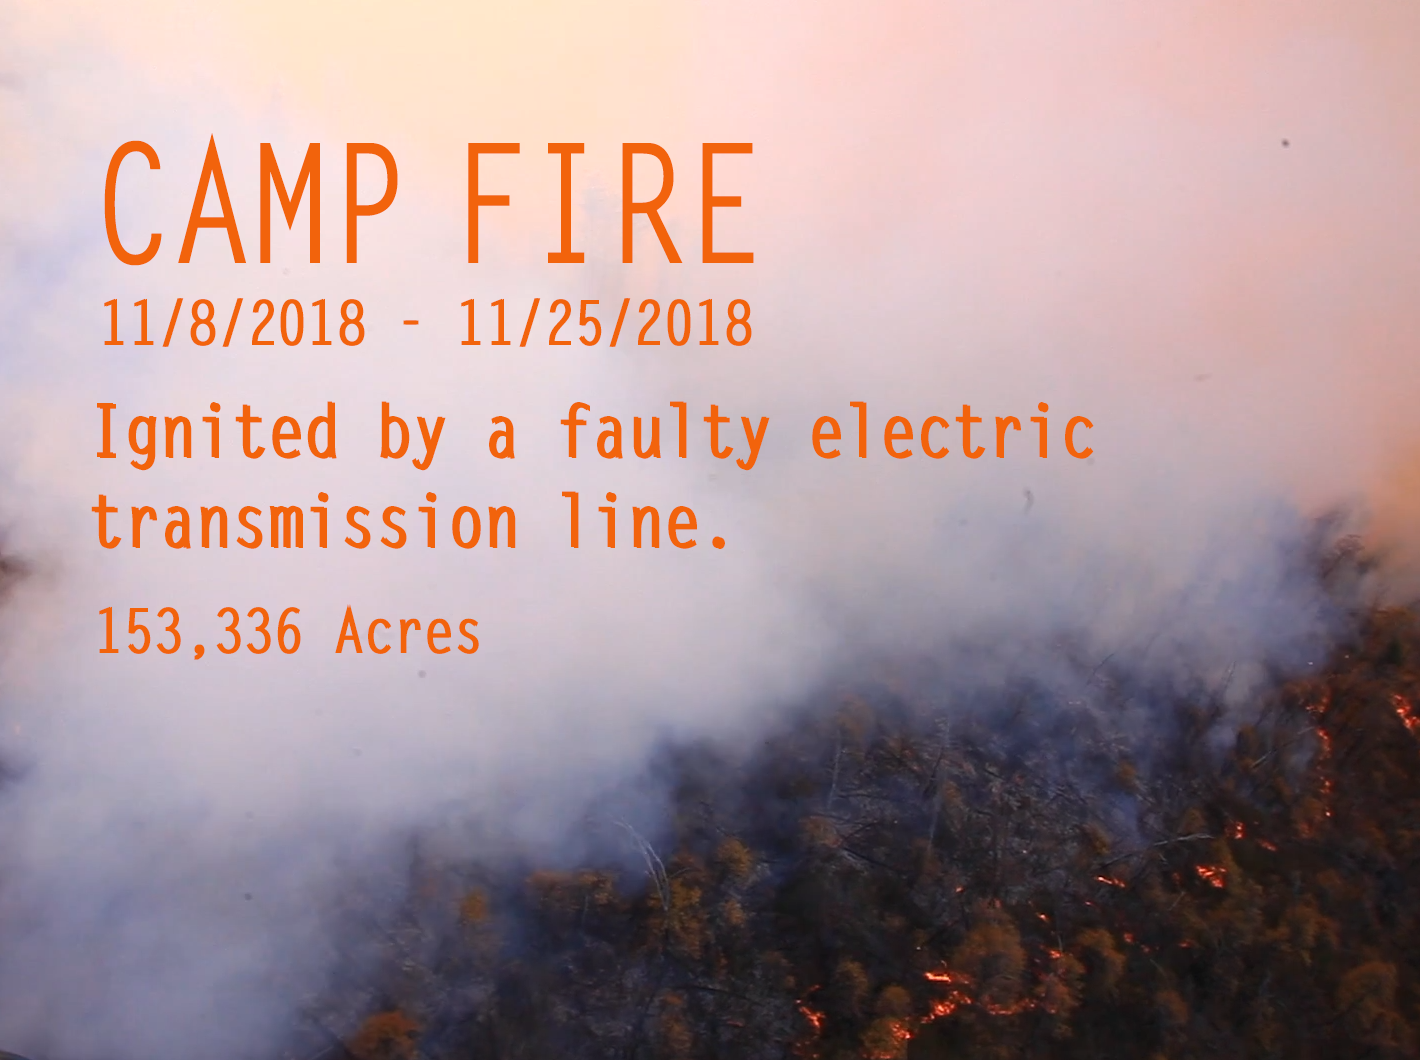 CAMP FIRE
11/8/2018 - 11/25/2018
Ignited by a faulty electric
transmission line.
153,336 Acres